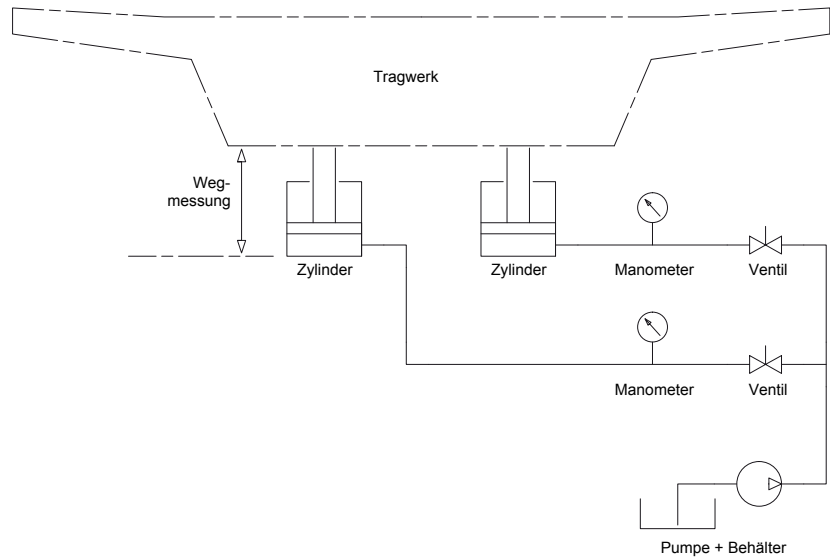 Tragwerk
Weg-
messung
Zylinder
Zylinder
Manometer
Ventil
Manometer
Ventil
Pumpe + Behälter